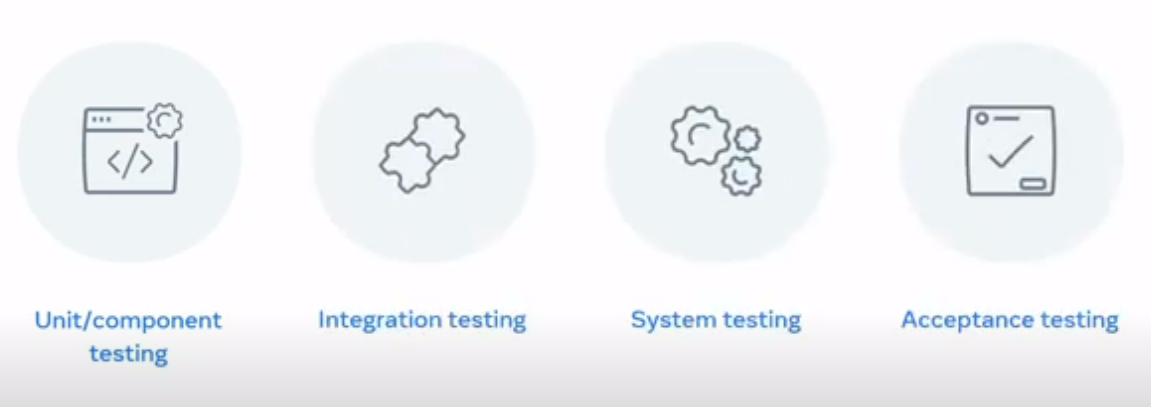 Unit/component
testing
Integration testing
System testing
Acceptance testing